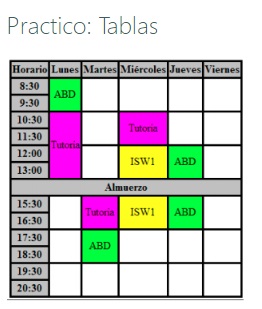 Practico: Tablas
Horario Lunes Martes Miércoles Jueves Viernes
8:30
ABD
9:30
10:30
11:30
Tutoria
Tutoria
12:00
13:00
ISW1
ABD
Almuerzo
15:30
16:30
Tutoria
ISW1
ABD
17:30
18:30
ABD
19:30
20:30